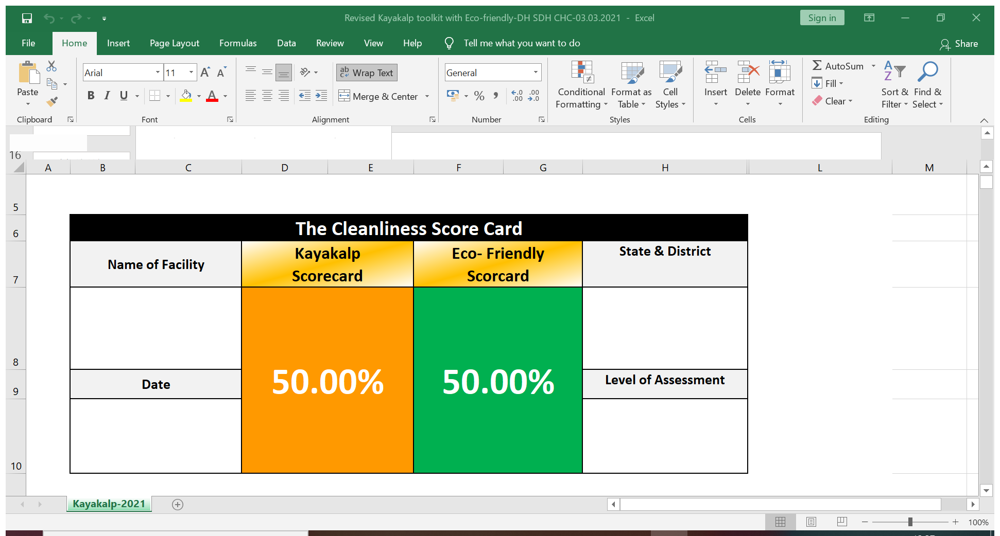 Revised Kayakalp toolkit with Eco-friendly-DH SDH CHC-03.03.2021 - Excel
Sign in
File Home Insert Page Layout Formulas Data Review View Help Tell me what you want to do
Share
Paste
Clipboard
Arial 11
A A
B I U A
Font
ab c Wrap Text
Merge & Center
Alignment
General
% , .0 .00 .00 .0
Number
Conditional Formatting
Format as Table
Cell Styles
Styles
Insert Delete Format
Cells
AutoSum
Fill
Clear
Sort & Filter
Find & Select
Editing
16
A B C D E F G H L M
5
6
7
8
9
10
The Cleanliness Score Card
Name of Facility
Kayakalp
Scorecard
Eco- Friendly
Scorcard
State & District
50.00%
50.00%
Date
Level of Assessment
Kayakalp-2021
100%